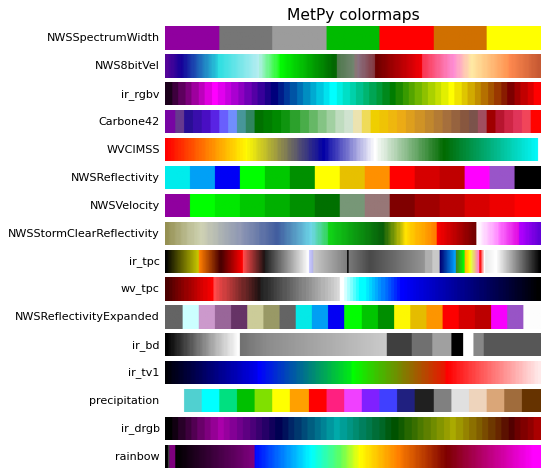 MetPy colormaps
NWSSpectrumWidth
NWS8bitVel
ir_rgbv
Carbone42
WVCIMSS
NWSReflectivity
NWSVelocity
NWSStormClearReflectivity
ir_tpc
wv_tpc
NWSReflectivityExpanded
ir_bd
ir_tv1
precipitation
ir_drgb
rainbow